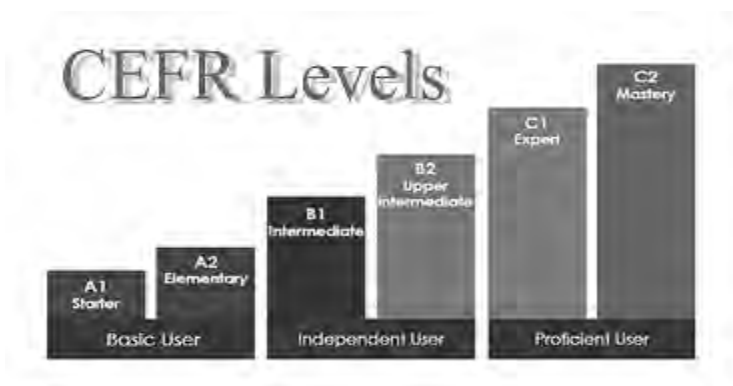 CEFR Levels
A1
Starter
A2
Elementary
B1
Intermediate
B2
Upper
Intermediate
C1
Expert
C2
Mastery
Basic User
Independent User
Proficient User